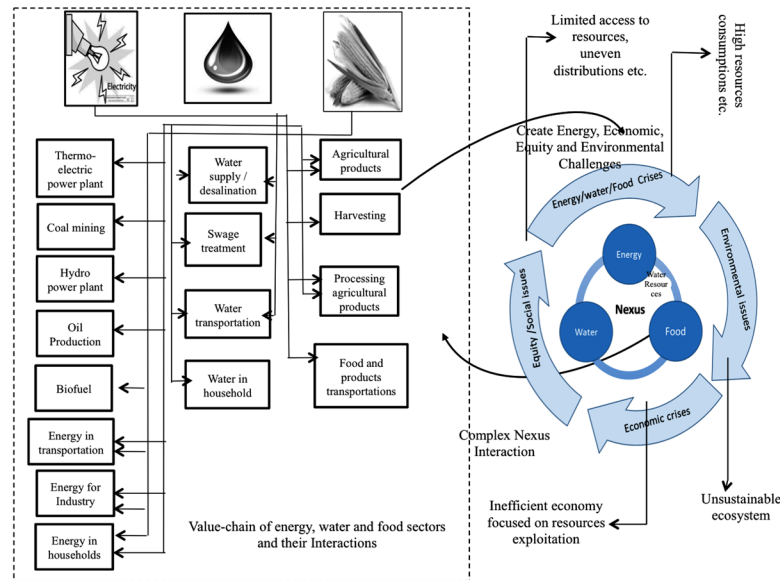 Electricity
Thermo-
electric
power plant
Coal mining
Hydro
power plant
Oil
Production
Biofuel
Energy in
transportation
Energy for
Industry
Energy in
households
Water
supply /
desalination
Swage
treatment
Water
transportation
Water in
household
Agricultural
products
Harvesting
Processing
agricultural
products
Food and
products
transportations
Value-chain of energy, water and food sectors
and their Interactions
Limited access to
resources,
uneven
distributions etc.
High resources
consumptions etc.
Create Energy, Economic,
Equity and Environmental
Challenges
Energy/water/Food Crises
Environmental issues
Economic crises
Equity /Social issues
Energy
Water
Resour
ces
Nexus
Water
Food
Complex Nexus
Interaction
Inefficient economy
focused on resources
exploitation
Unsustainable
ecosystem